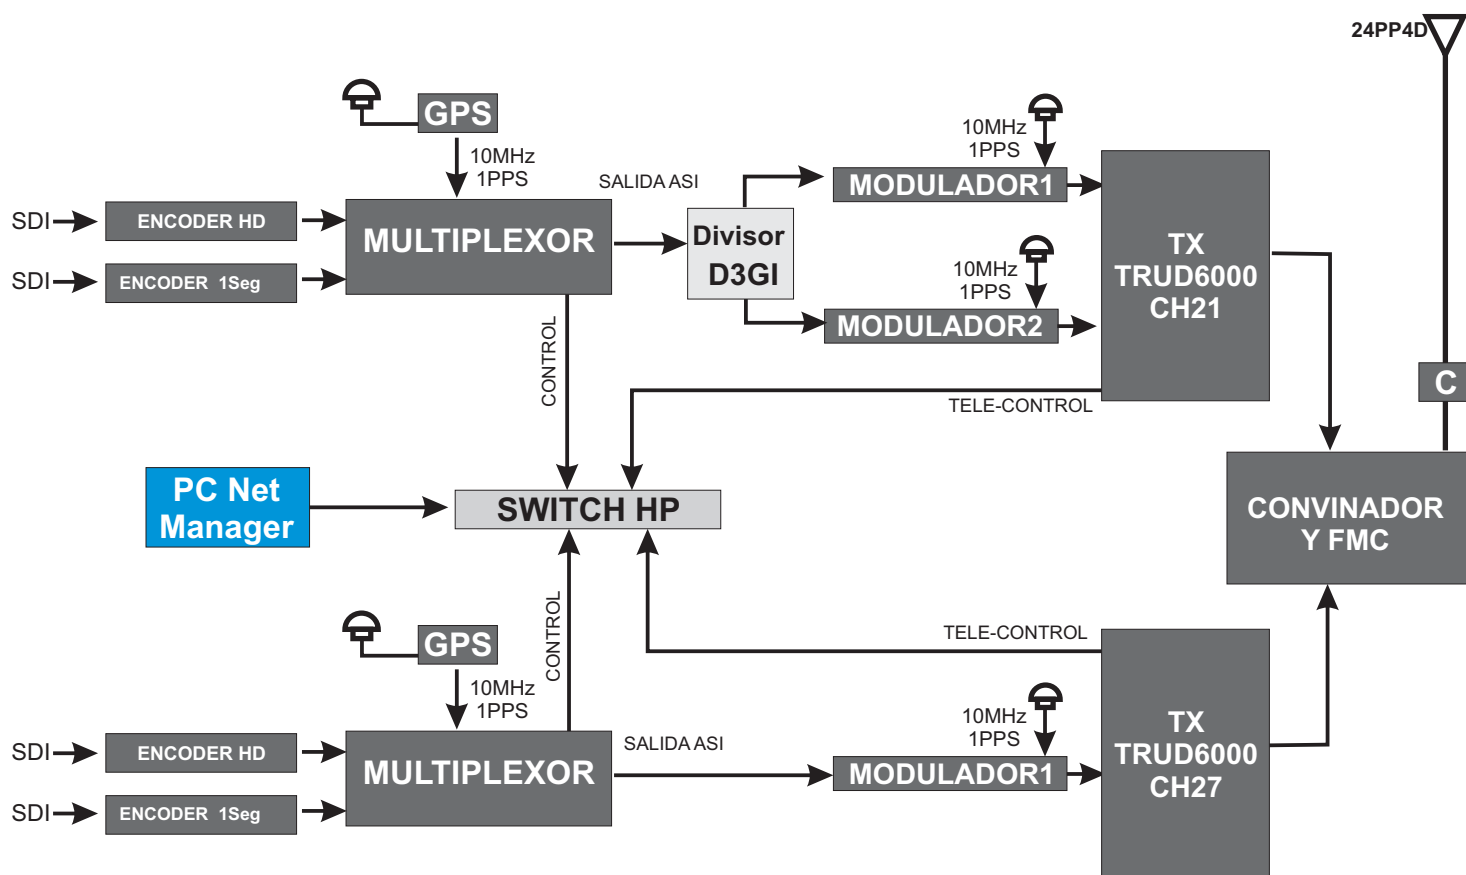 24PP4D
GPS
10MHz
1PPS
SALIDA ASI
10MHz
1PPS
SDI
ENCODER HD
MULTIPLEXOR
MODULADOR1
Divisor
D3GI
SDI
ENCODER 1Seg
10MHz
1PPS
MODULADOR2
TX
TRUD6000
CH21
CONTROL
TELE-CONTROL
C
PC Net
Manager
SWITCH HP
CONVINADOR
Y FMC
GPS
10MHz
1PPS
CONTROL
TELE-CONTROL
SALIDA ASI
10MHz
1PPS
SDI
ENCODER HD
MULTIPLEXOR
MODULADOR1
SDI
ENCODER 1Seg
TX
TRUD6000
CH27